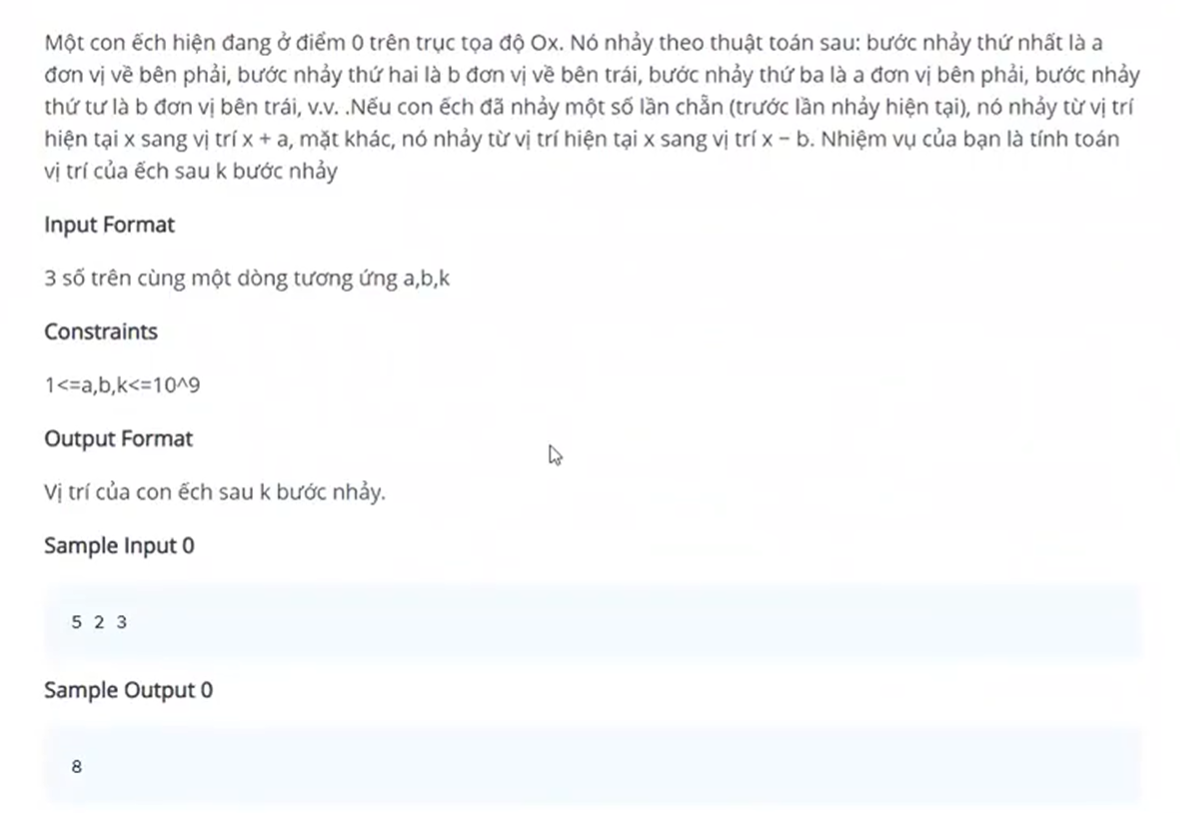 Một con ếch hiện đang ở điểm 0 trên trục tọa độ Ox. Nó nhảy theo thuật toán sau: bước nhảy thứ nhất là a
đơn vị về bên phải, bước nhảy thứ hai là b đơn vị về bên trái, bước nhảy thứ ba là a đơn vị bên phải, bước nhảy
thứ tư là b đơn vị bên trái, v.v. .Nếu con ếch đã nhảy một số lần chẵn (trước lần nhảy hiện tại), nó nhảy từ vị trí
hiện tại x sang vị trí x + a, mặt khác, nó nhảy từ vị trí hiện tại x sang vị trí x − b. Nhiệm vụ của bạn là tính toán
vị trí của ếch sau k bước nhảy
Input Format
3 số trên cùng một dòng tương ứng a,b,k
Constraints
1<=a,b,k<=10^9
Output Format
Vị trí của con ếch sau k bước nhảy.
Sample Input 0
5 2 3
Sample Output 0
8